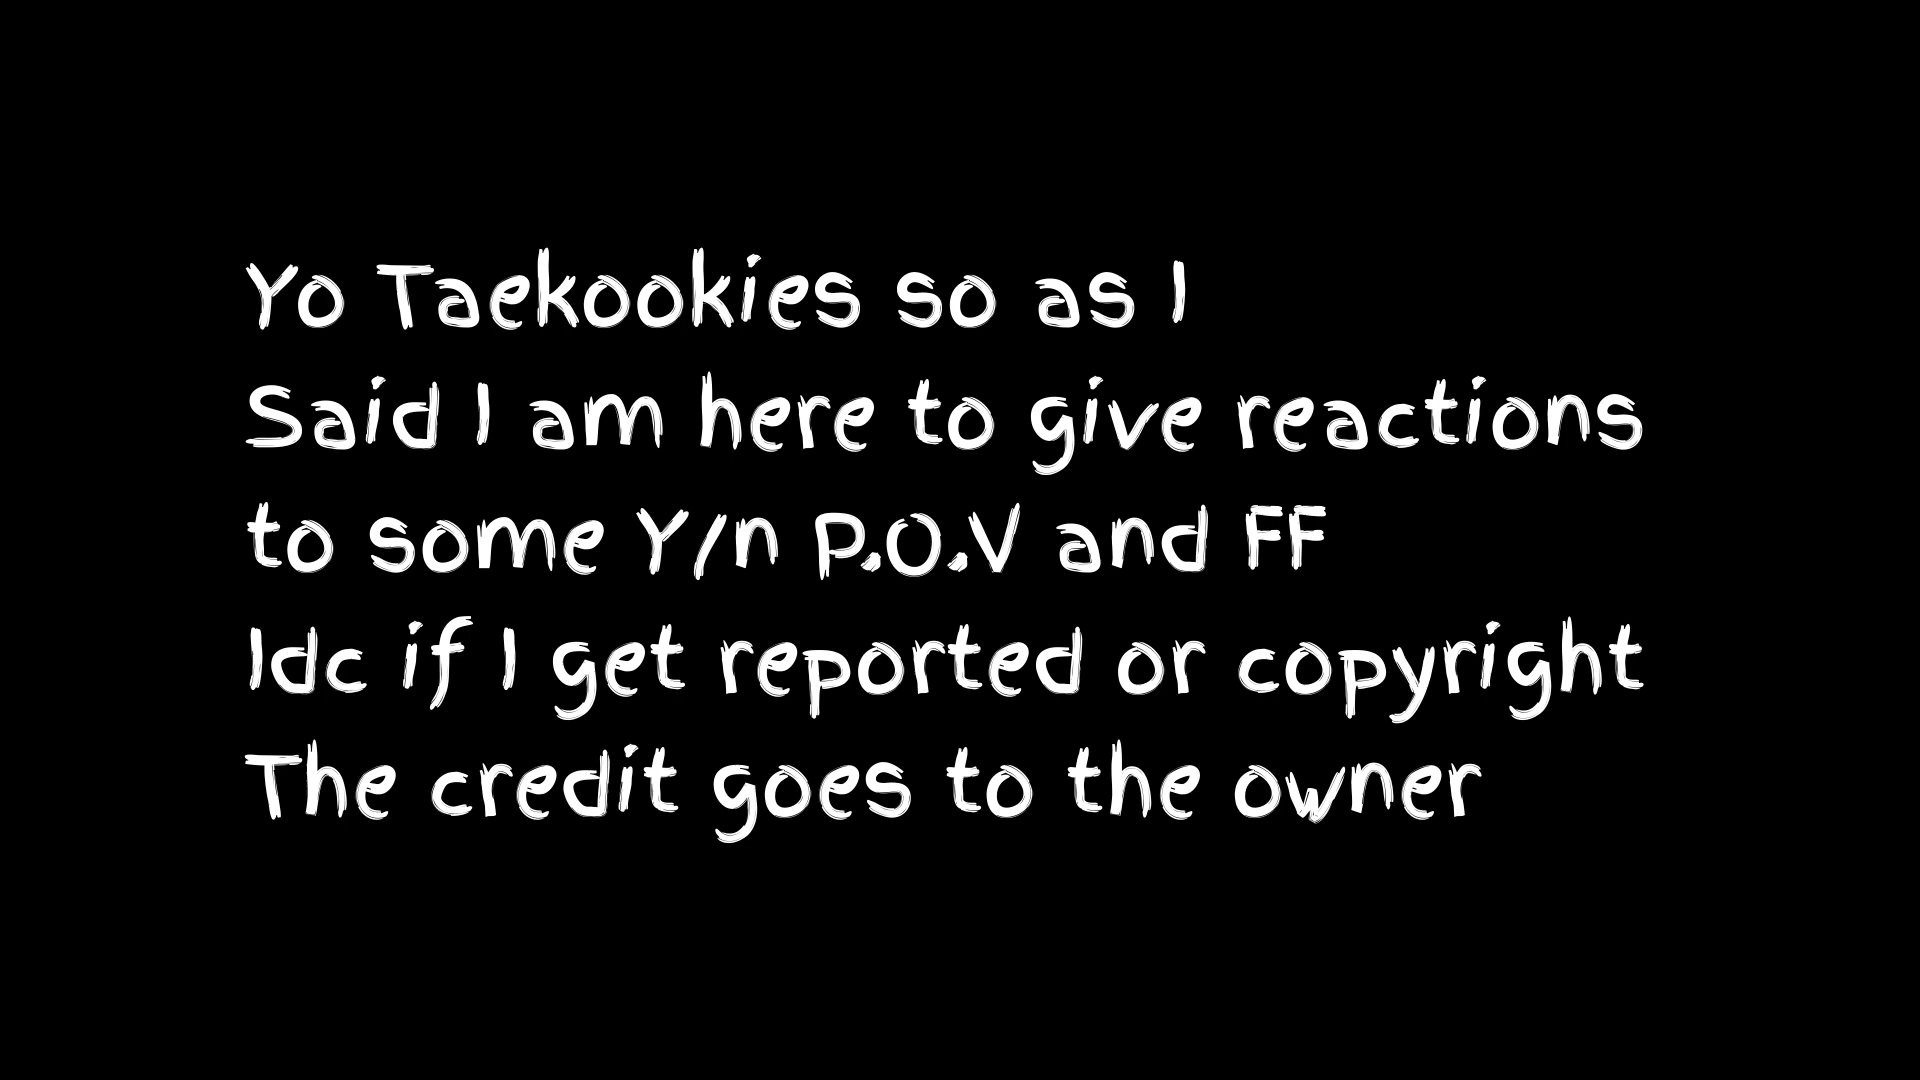 Yo Taekookies so as I
Said I am here to give reactions
to some Y/n P.O.V and FF
Idc if I get reported or copyright
The credit goes to the owner